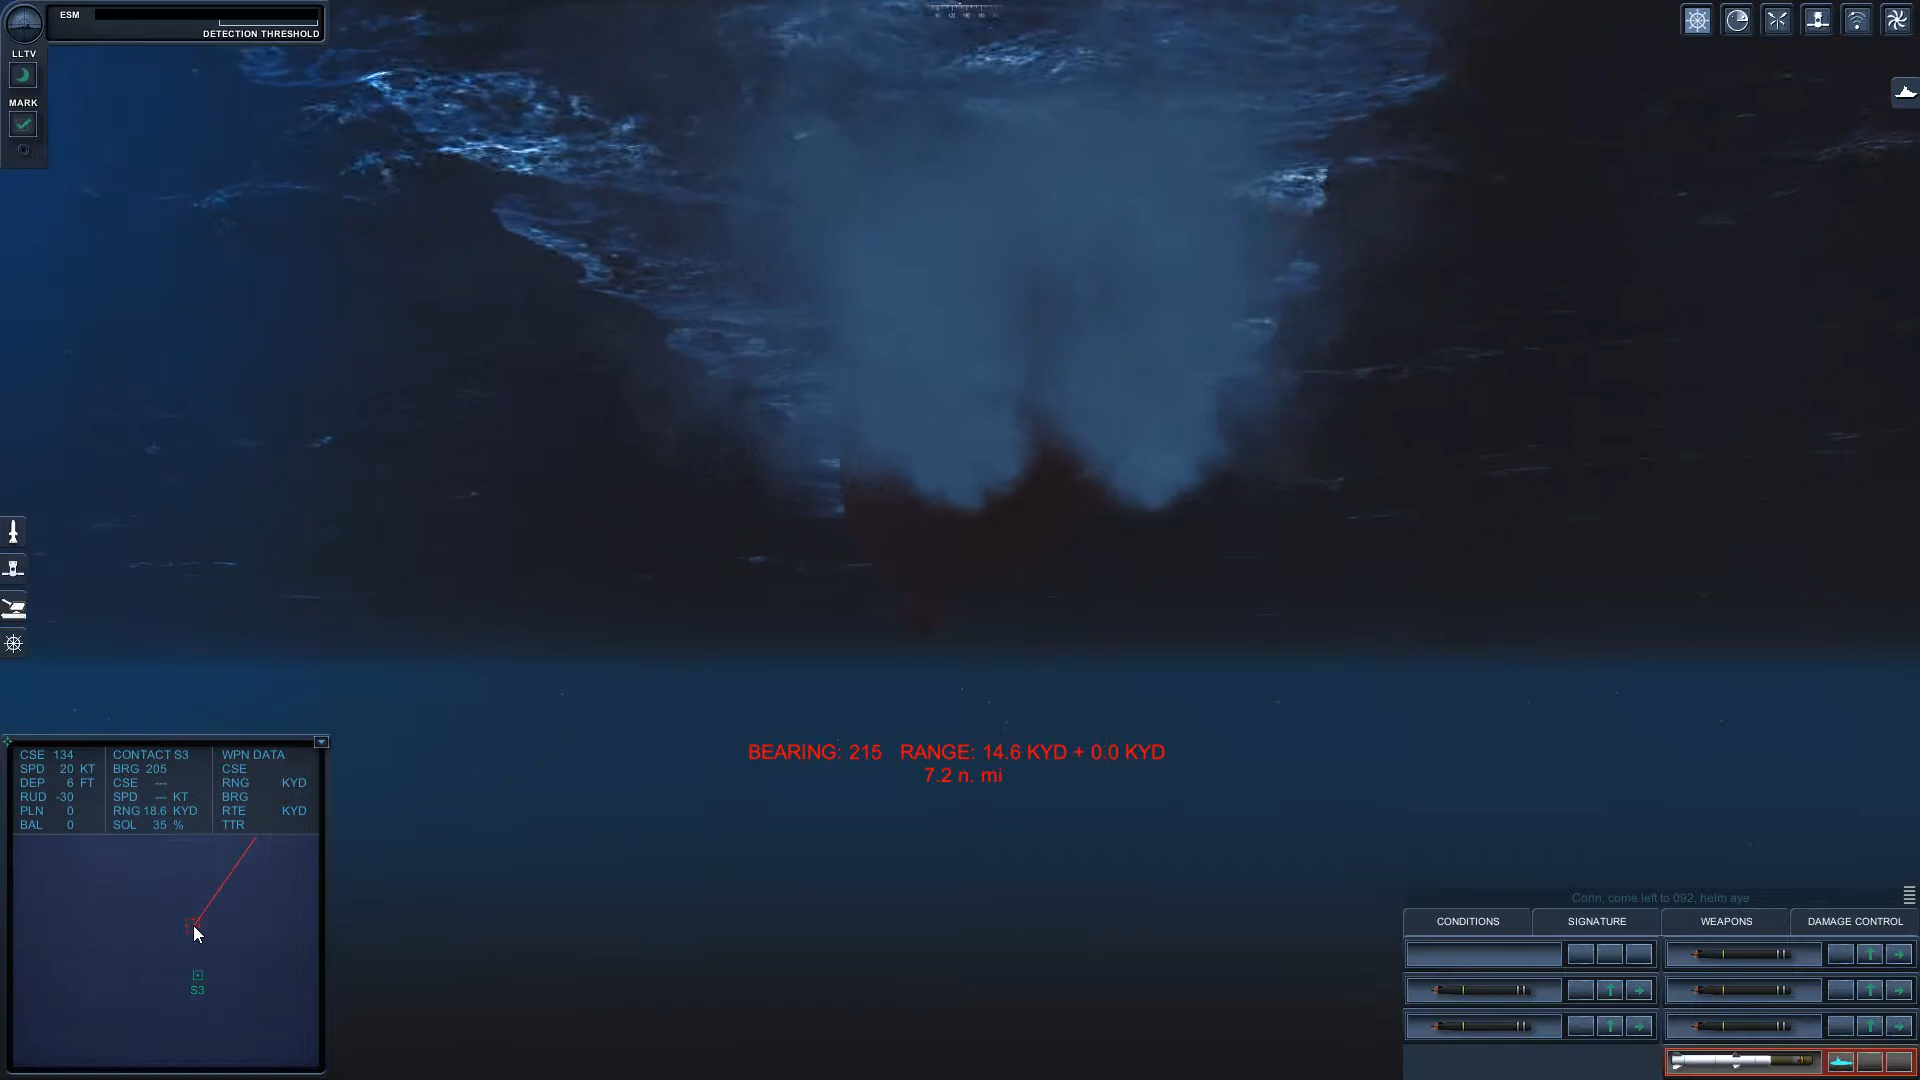 ESM
DETECTION THRESHOLD
LLTV
MARK
BEARING: 215 RANGE: 14.6 KYD + 0.0 KYD
7.2 n. mi
CSE 134 CONTACT S3 WPN DATA
SPD 20 KT BRG 205 CSE
DEP 6 FT CSE --- RNG KYD
RUD -30 SPD --- KT BRG
PLN 0 RNG 18.6 KYD RTE KYD
BAL 0 SOL 35 % TTR
S3
Conn, come left to 092, helm aye
CONDITIONS SIGNATURE WEAPONS DAMAGE CONTROL